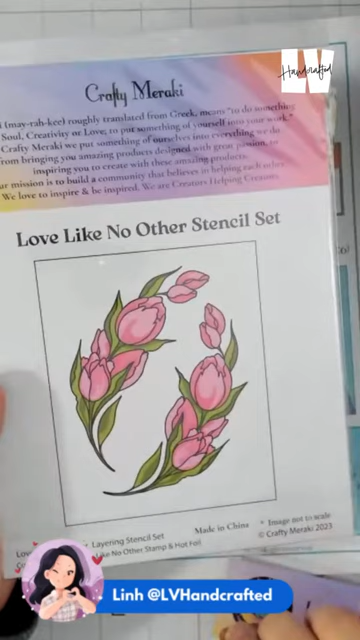 Handcrafted
Crafty Meraki
(may-rah-kee) roughly translated from Greek, means "to do something
Soul, Creativity or Love; to put something of yourself into your work."
Crafty Meraki we put something of ourselves into everything we do
from bringing you amazing products designed with great passion, to
inspiring you to create with these amazing products.
our mission is to build a community that believes in helping each other.
We love to inspire & be inspired. We are Creators Helping Creators
Love Like No Other Stencil Set
Layering Stencil Set
Like No Other Stamp & Hot Foil
Made in China
* Image not to scale
© Crafty Meraki 2023
Linh @LVHandcrafted